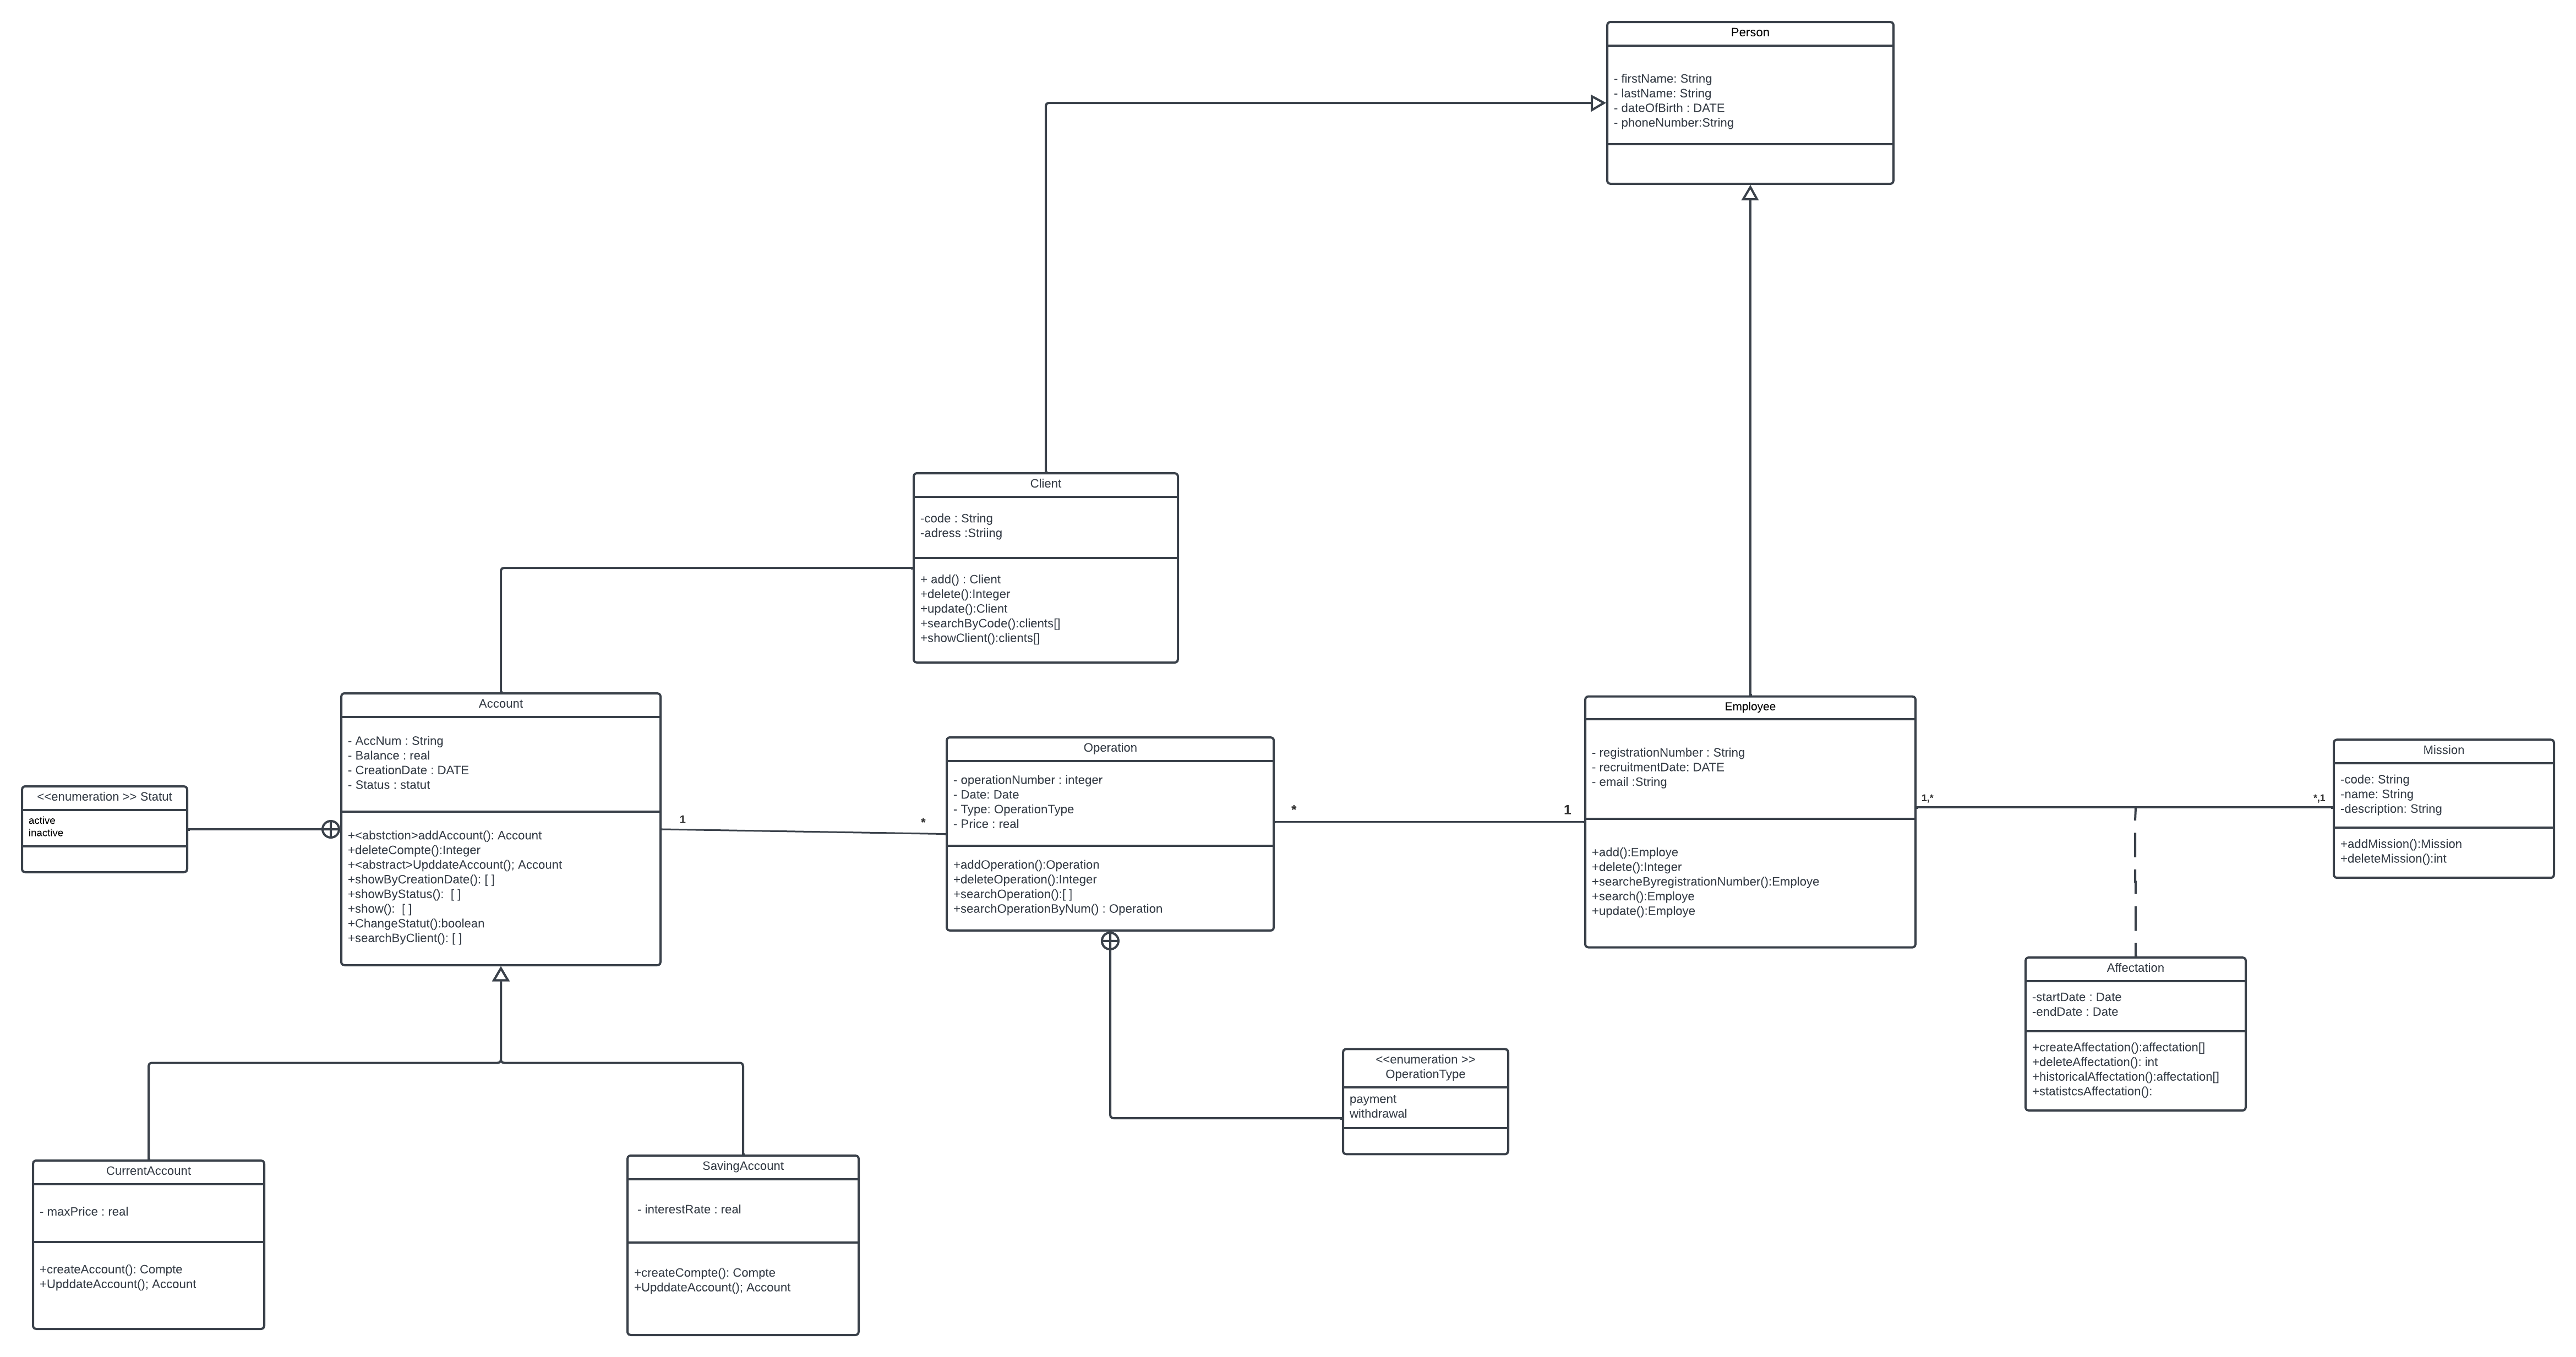 Person
- firstName: String
- lastName: String
- dateOfBirth : DATE
- phoneNumber:String
Client
-code : String
-adress :Striing
+ add() : Client
+delete():Integer
+update():Client
+searchByCode():clients[]
+showClient():clients[]
Account
- AccNum : String
- Balance : real
- CreationDate : DATE
- Status : statut
+<abstction>addAccount(): Account
+deleteCompte():Integer
+<abstract>UpddateAccount(); Account
+showByCreationDate(): [ ]
+showByStatus():  [ ]
+show():  [ ]
+ChangeStatut():boolean
+searchByClient(): [ ]
<<enumeration >> Statut
active
inactive
1
*
Operation
- operationNumber : integer
- Date: Date
- Type: OperationType
- Price : real
+addOperation():Operation
+deleteOperation():Integer
+searchOperation():[ ]
+searchOperationByNum() : Operation
*
1
Employee
- registrationNumber : String
- recruitmentDate: DATE
- email :String
+add():Employe
+delete():Integer
+searcheByregistrationNumber():Employe
+search():Employe
+update():Employe
1,*
*,1
Mission
-code: String
-name: String
-description: String
+addMission():Mission
+deleteMission():int
Affectation
-startDate : Date
-endDate : Date
+createAffectation():affectation[]
+deleteAffectation(): int
+historicalAffectation():affectation[]
+statistcsAffectation():
<<enumeration >>
OperationType
payment
withdrawal
CurrentAccount
- maxPrice : real
+createAccount(): Compte
+UpddateAccount(); Account
SavingAccount
- interestRate : real
+createCompte(): Compte
+UpddateAccount(); Account